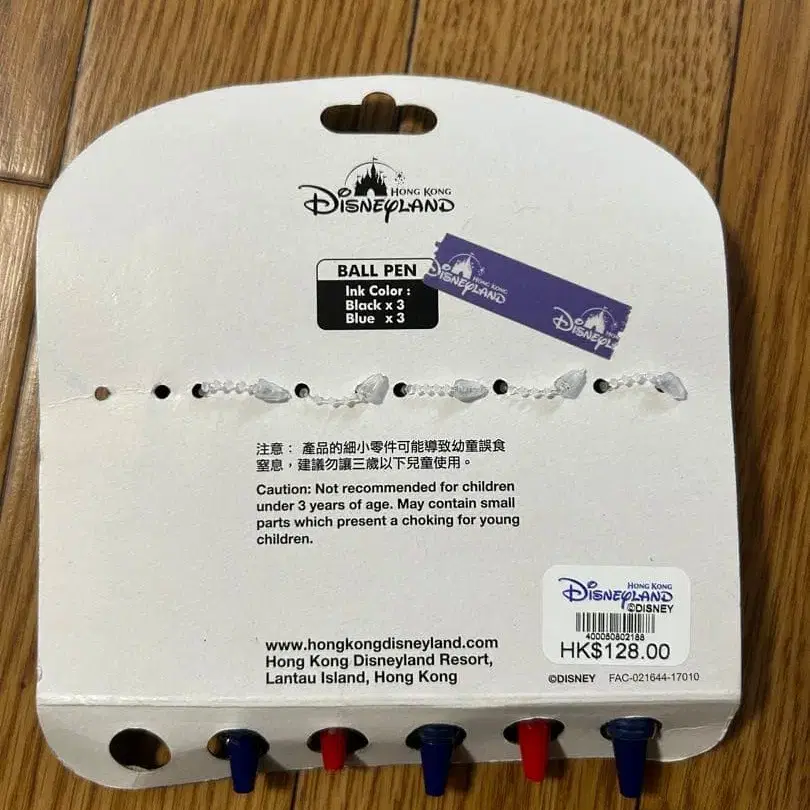 HONG KONG
DISNEYLAND
BALL PEN
Ink Color :
Black x 3
Blue x 3
HONG KONG
DISNEYLAND
HONG KONG
DISNEYL
注意： 產品的細小零件可能導致幼童誤食
窒息，建議勿讓三歲以下兒童使用。
Caution: Not recommended for children
under 3 years of age. May contain small
parts which present a choking for young
children.
HONG KONG
DISNEYLAND
©DISNEY
400050802188
HK$128.00
www.hongkongdisneyland.com
Hong Kong Disneyland Resort,
Lantau Island, Hong Kong
©DISNEY FAC-021644-17010